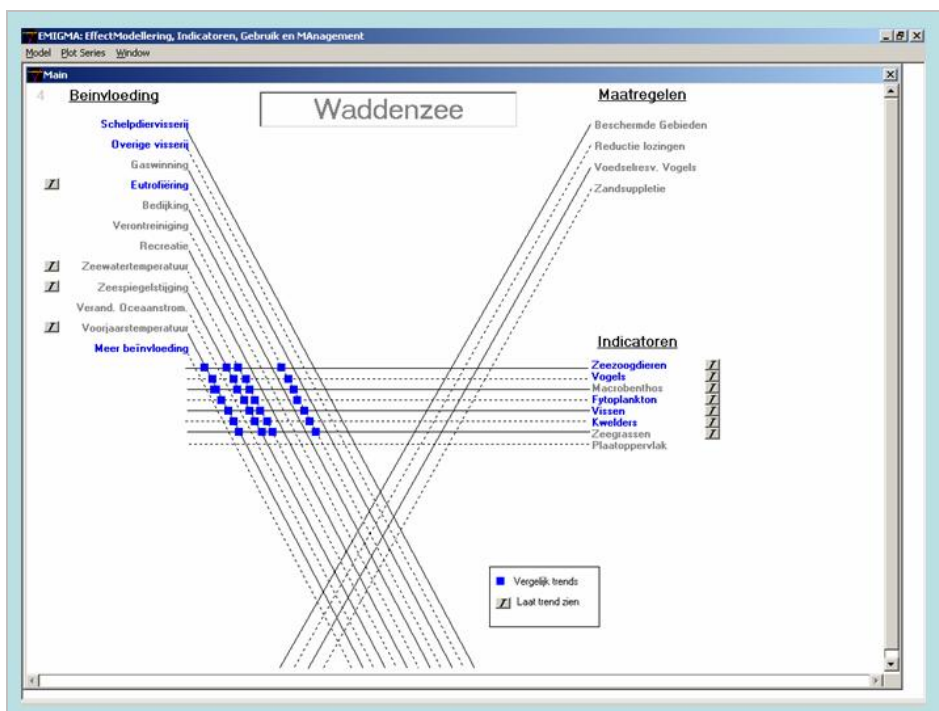 EMIGMA: EffectModellering, Indicatoren, Gebruik en MAnagement
Model Plot Series Window
Main
4
Beinvloeding
Waddenzee
Maatregelen
Schelpdiervisserij
Overige visserij
Gaswinning
Eutrofiëring
Bedijking
Verontreiniging
Recreatie
Zeewatertemperatuur
Zeespiegelstijging
Verand. Oceaanstrom.
Voorjaarstemperatuur
Meer beïnvloeding
Beschermde Gebieden
Reductie lozingen
Voedselresv. Vogels
Zandsuppletie
Indicatoren
Zeezoogdieren
Vogels
Macrobenthos
Fytoplankton
Vissen
Kwelders
Zeegrassen
Plaatoppervlak
Vergelijk trends
Laat trend zien